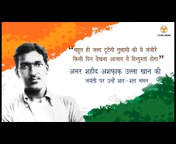 "बहुत ही जल्द टूटेंगी गुलामी की ये जंजीरें
किसी दिन देखना आजाद ये हिन्दुस्तां होगा"
अमर शहीद अशफ़ाक़ उल्ला खान की
जयंती पर उन्हें शत-शत नमन